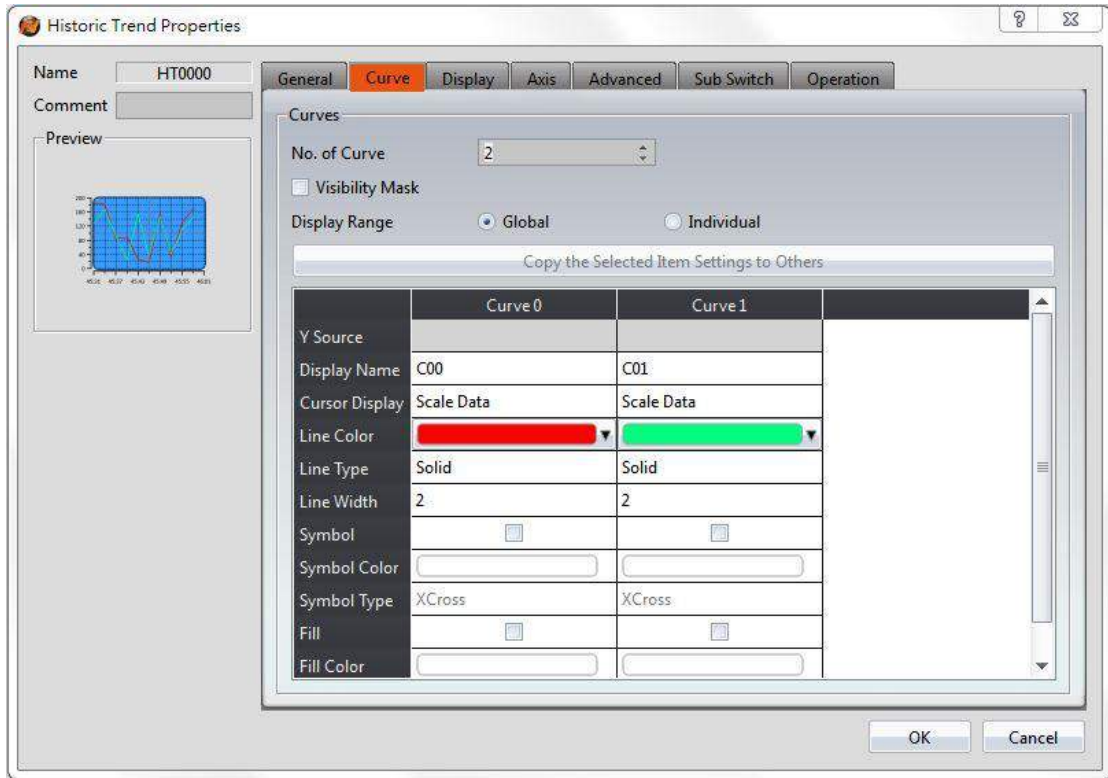 Historic Trend Properties
Name HT0000
Comment
Preview
General Curve Display Axis Advanced Sub Switch Operation
Curves
No. of Curve 2
Visibility Mask
Display Range Global Individual
Copy the Selected Item Settings to Others
Curve 0 Curve 1
Y Source
Display Name C00 C01
Cursor Display Scale Data Scale Data
Line Color
Line Type Solid Solid
Line Width 2 2
Symbol
Symbol Color
Symbol Type XCross XCross
Fill
Fill Color
OK Cancel